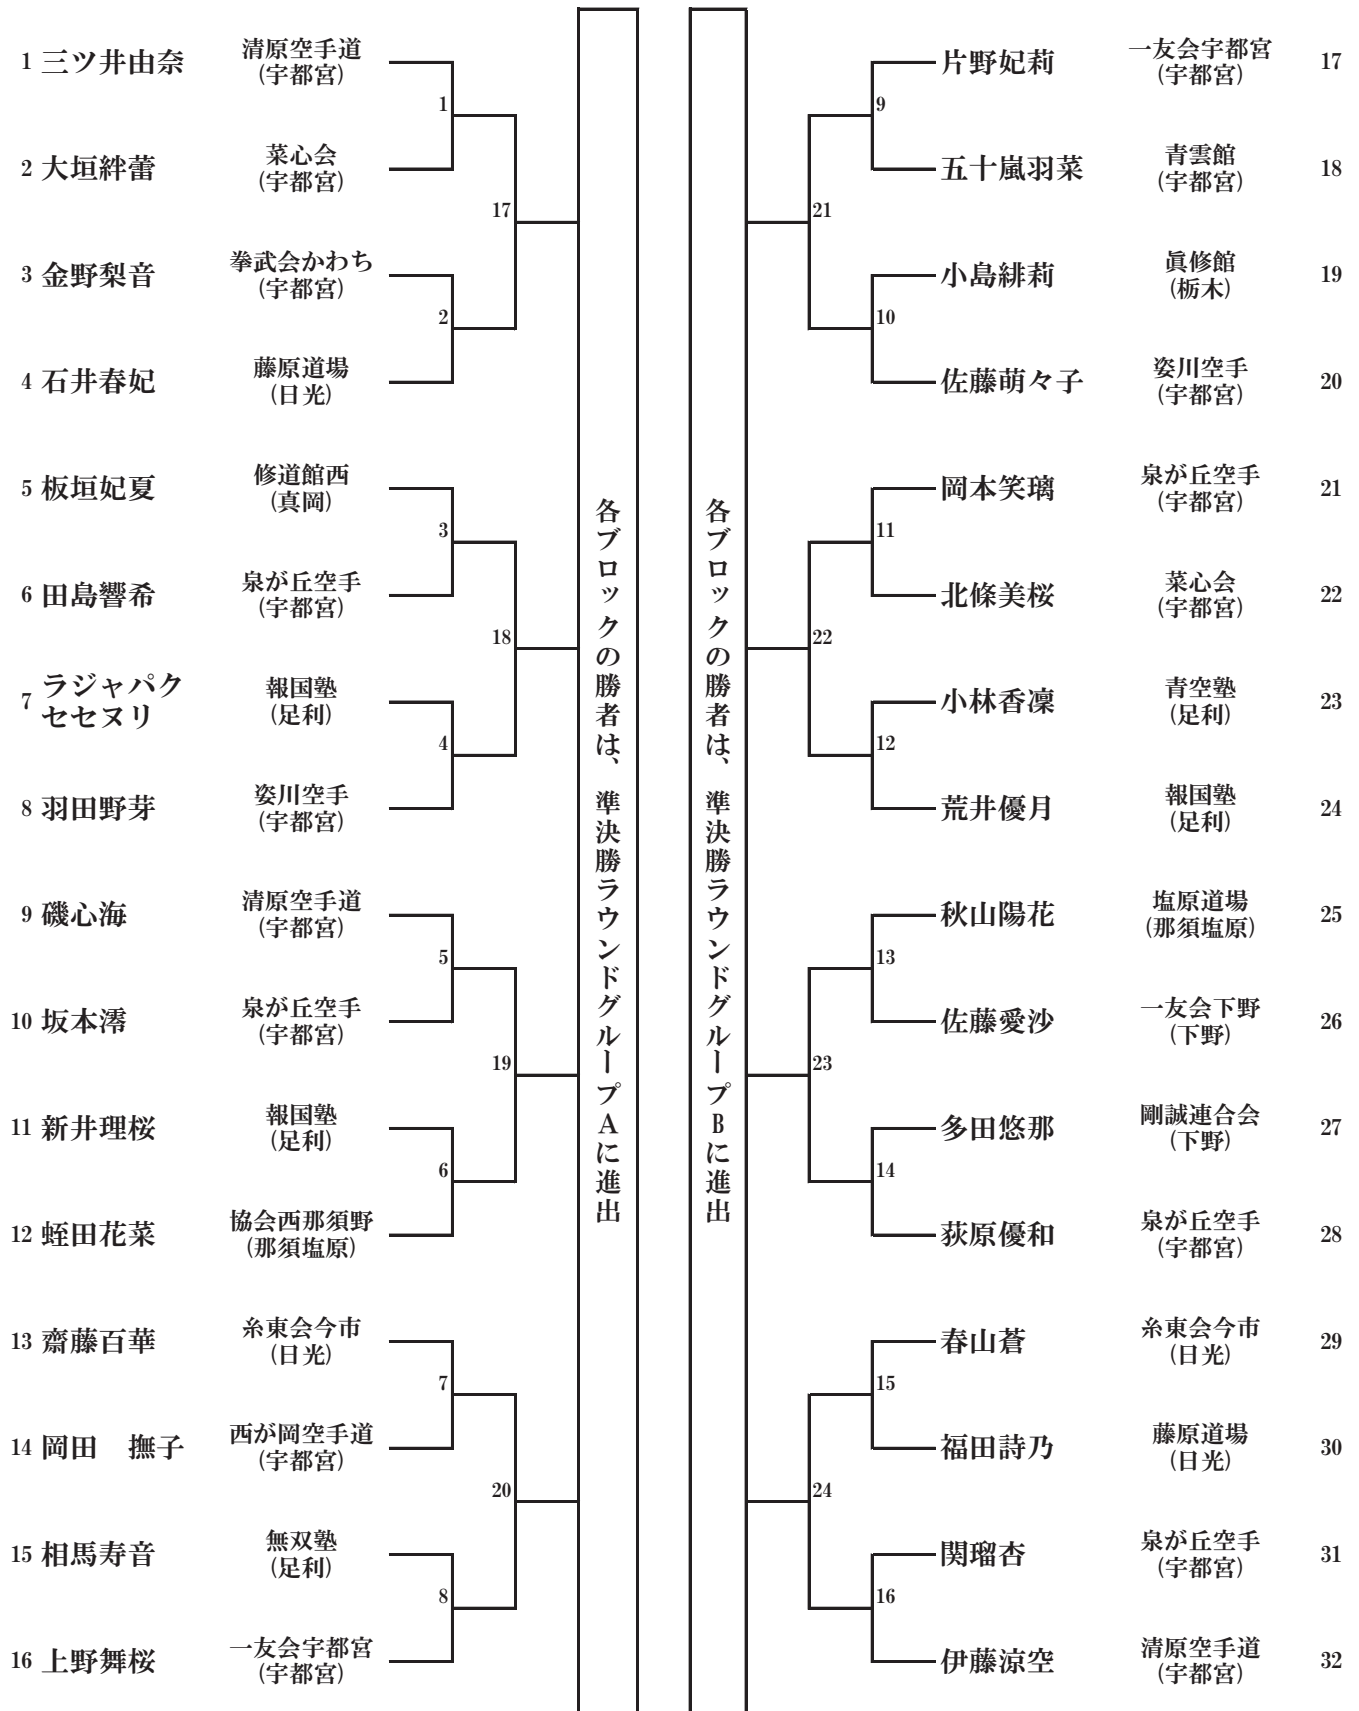 1 三ツ井由奈 清原空手道
(宇都宮)
1
2 大垣絆蕾 菜心会
(宇都宮)
17
3 金野梨音 拳武会かわち
(宇都宮)
2
4 石井春妃 藤原道場
(日光)
5 板垣妃夏 修道館西
(真岡)
3
6 田島響希 泉が丘空手
(宇都宮)
18
7 ラジャパク
セセヌリ
報国塾
(足利)
4
8 羽田野芽 姿川空手
(宇都宮)
9 磯心海 清原空手道
(宇都宮)
5
10 坂本澪 泉が丘空手
(宇都宮)
19
11 新井理桜 報国塾
(足利)
6
12 蛭田花菜 協会西那須野
(那須塩原)
13 齋藤百華 糸東会今市
(日光)
7
14 岡田　撫子 西が岡空手道
(宇都宮)
20
15 相馬寿音 無双塾
(足利)
8
16 上野舞桜 一友会宇都宮
(宇都宮)
各ブロックの勝者は、準決勝ラウンドグループAに進出
各ブロックの勝者は、準決勝ラウンドグループBに進出
片野妃莉 一友会宇都宮 17
(宇都宮)
9
五十嵐羽菜 青雲館 18
(宇都宮)
21
小島緋莉 眞修館 19
(栃木)
10
佐藤萌々子 姿川空手 20
(宇都宮)
岡本笑璃 泉が丘空手 21
(宇都宮)
11
北條美桜 菜心会 22
(宇都宮)
22
小林香凜 青空塾 23
(足利)
12
荒井優月 報国塾 24
(足利)
秋山陽花 塩原道場 25
(那須塩原)
13
佐藤愛沙 一友会下野 26
(下野)
23
多田悠那 剛誠連合会 27
(下野)
14
荻原優和 泉が丘空手 28
(宇都宮)
春山蒼 糸東会今市 29
(日光)
15
福田詩乃 藤原道場 30
(日光)
24
関瑠杏 泉が丘空手 31
(宇都宮)
16
伊藤涼空 清原空手道 32
(宇都宮)